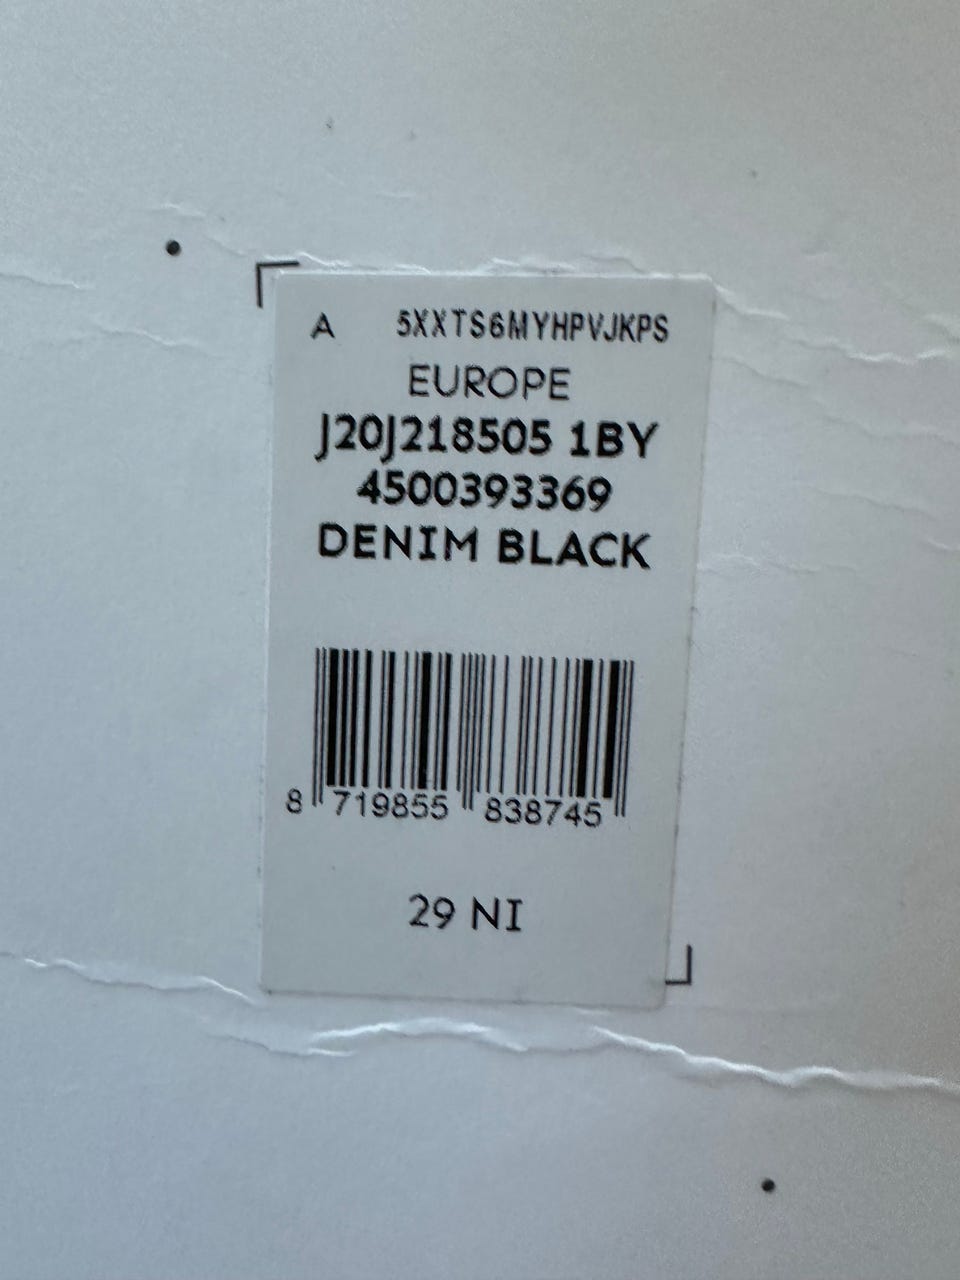 A 5XXTS6MYHPVJKPS
EUROPE
J20J218505 1BY
4500393369
DENIM BLACK
8 719855 838745
29 NI